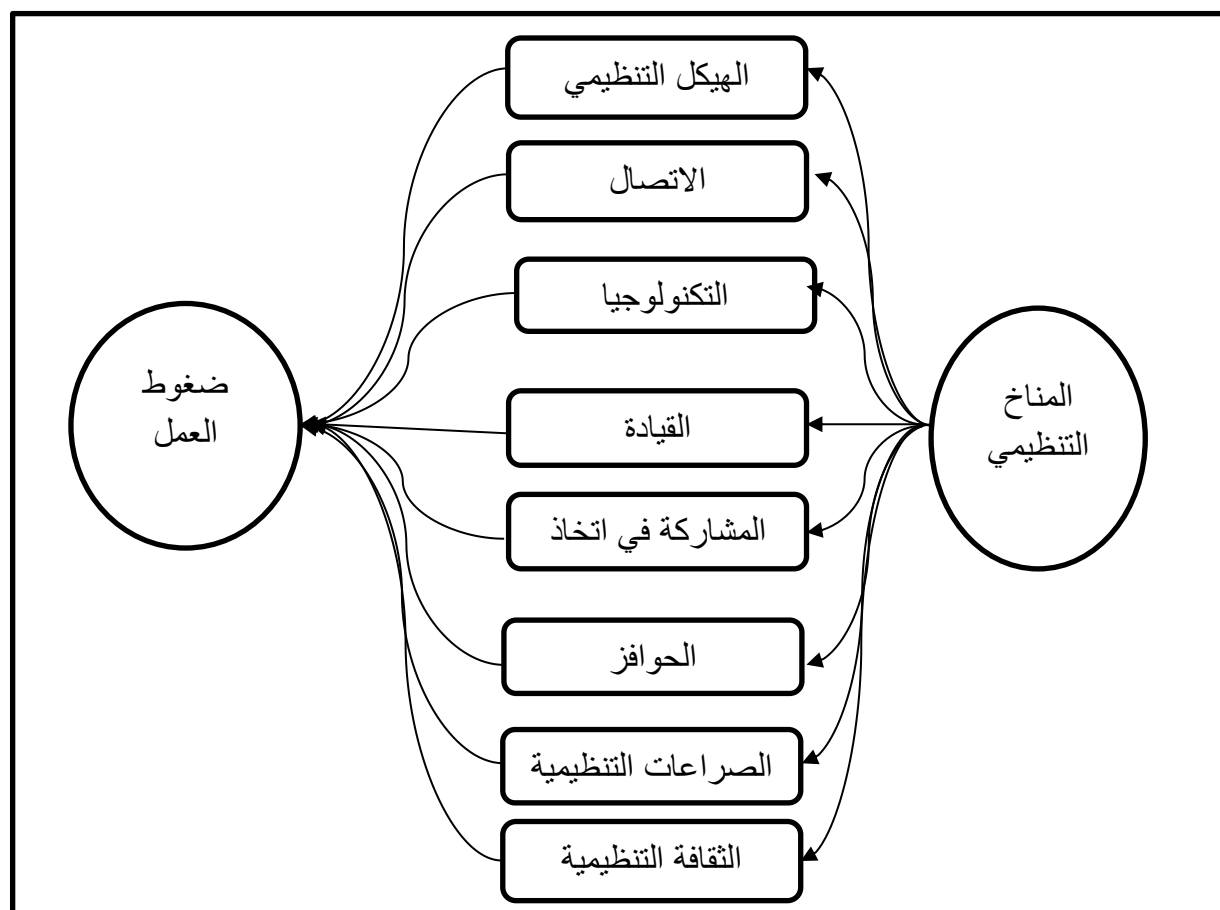 المناخ
التنظيمي
الهيكل التنظيمي
الاتصال
التكنولوجيا
القيادة
المشاركة في اتخاذ
الحوافز
الصراعات التنظيمية
الثقافة التنظيمية
ضغوط
العمل